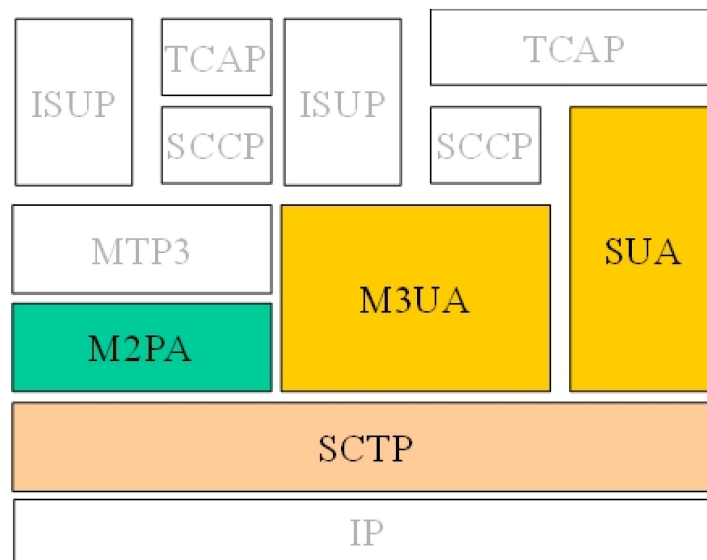 TCAP
TCAP
ISUP
ISUP
SCCP
SCCP
MTP3
SUA
M3UA
M2PA
SCTP
IP